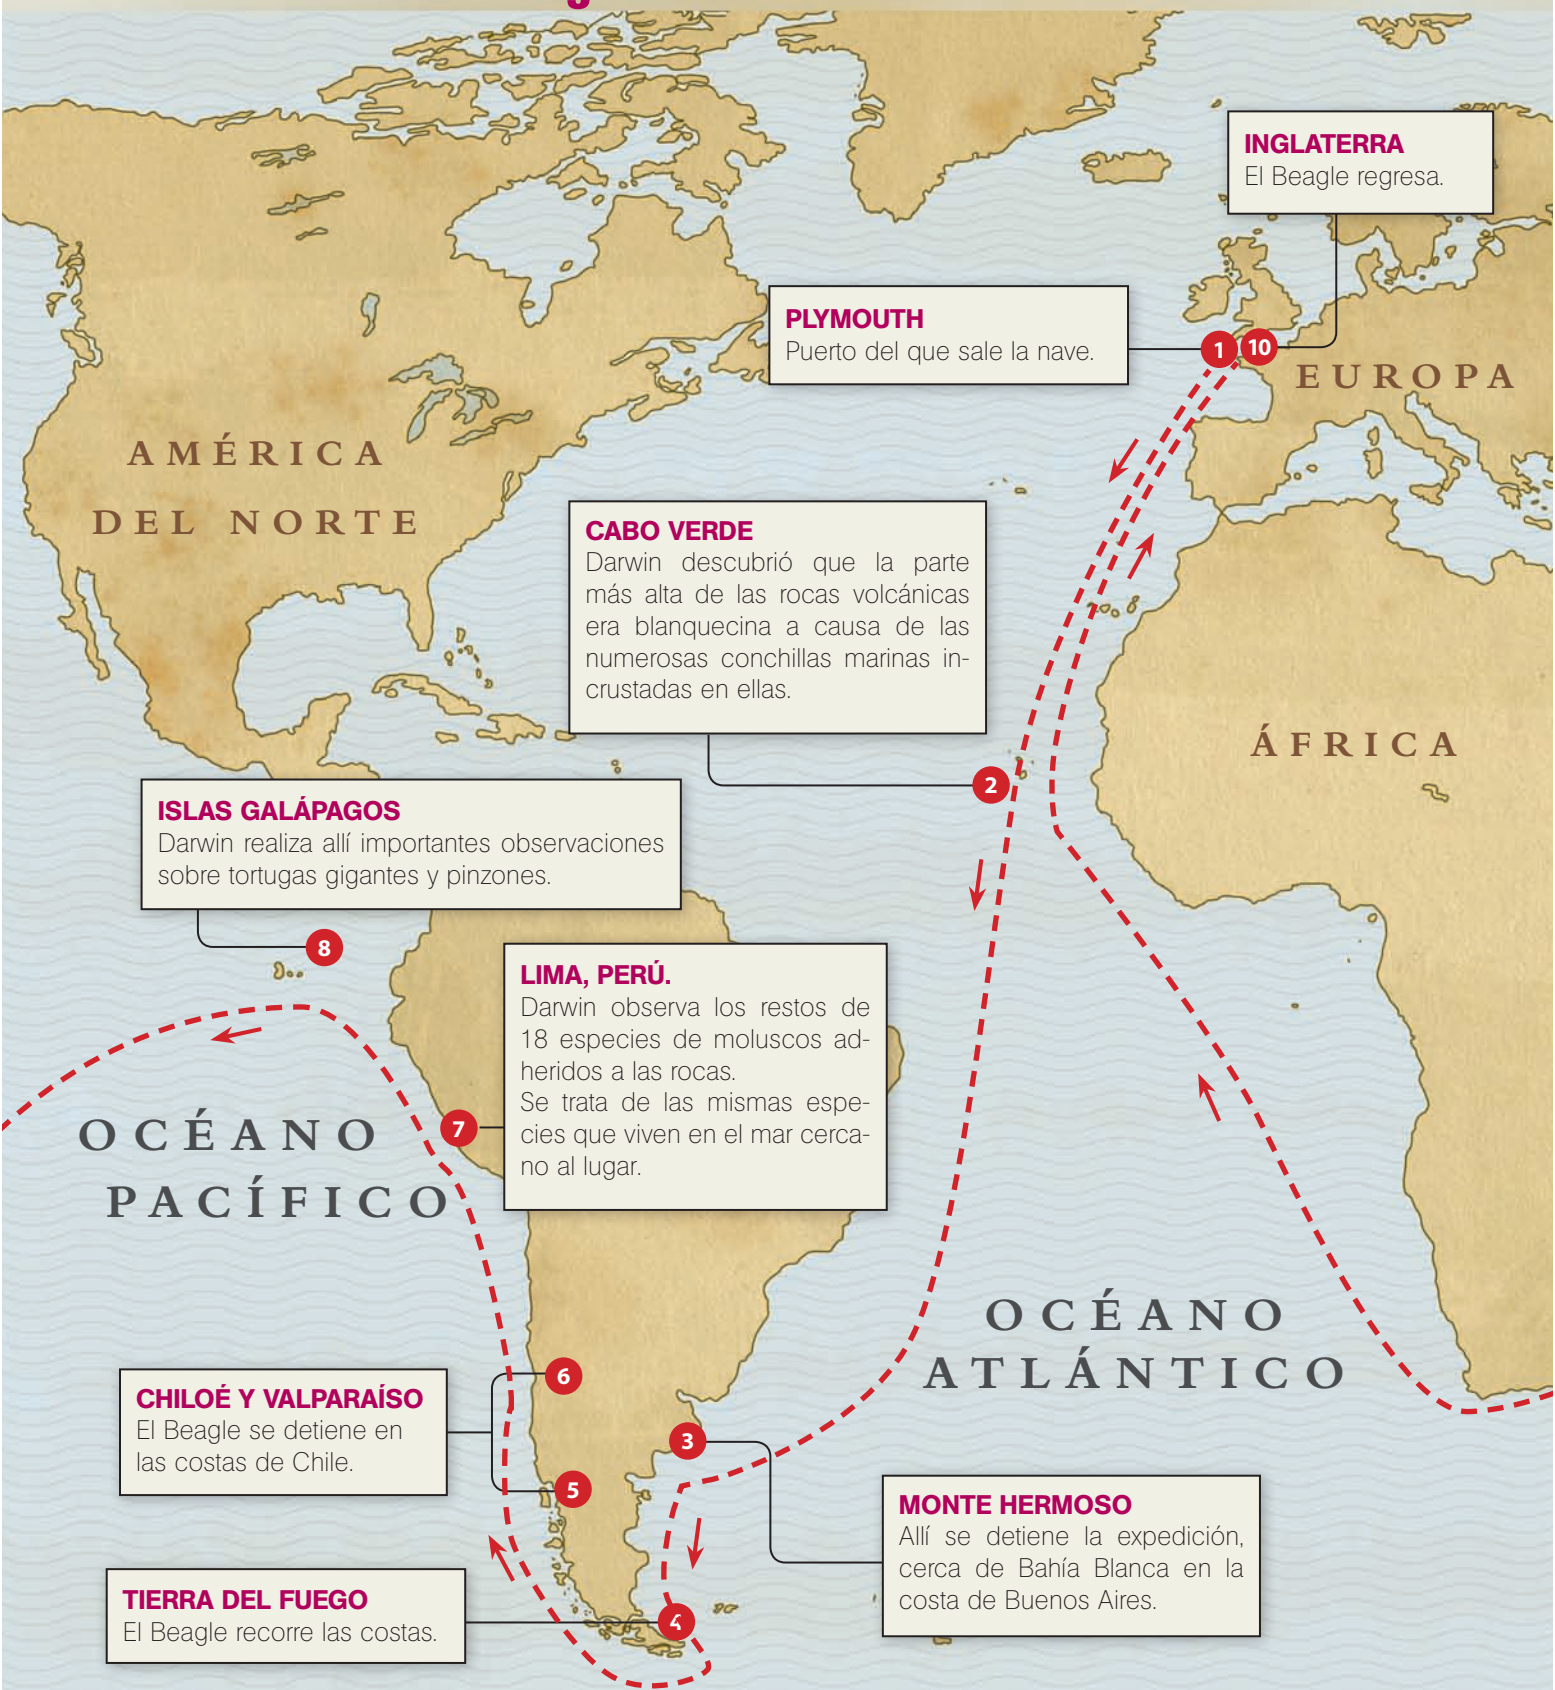 INGLATERRA
El Beagle regresa.
PLYMOUTH
Puerto del que sale la nave.
1
10
EUROPA
AMÉRICA
DEL NORTE
CABO VERDE
Darwin descubrió que la parte
más alta de las rocas volcánicas
era blanquecina a causa de las
numerosas conchillas marinas in-
crustadas en ellas.
ÁFRICA
2
ISLAS GALÁPAGOS
Darwin realiza allí importantes observaciones
sobre tortugas gigantes y pinzones.
8
LIMA, PERÚ.
Darwin observa los restos de
18 especies de moluscos ad-
heridos a las rocas.
Se trata de las mismas espe-
cies que viven en el mar cerca-
no al lugar.
7
OCÉANO
PACÍFICO
OCÉANO
ATLÁNTICO
CHILOÉ Y VALPARAÍSO
El Beagle se detiene en
las costas de Chile.
6
3
5
MONTE HERMOSO
Allí se detiene la expedición,
cerca de Bahía Blanca en la
costa de Buenos Aires.
TIERRA DEL FUEGO
El Beagle recorre las costas.
4